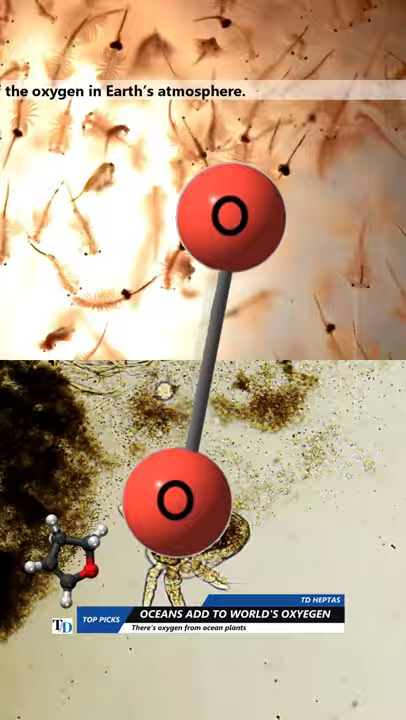 the oxygen in Earth's atmosphere.
O
O
TD HEPTAS
TOP PICKS
OCEANS ADD TO WORLD'S OXYEGEN
TD
There's oxygen from ocean plants